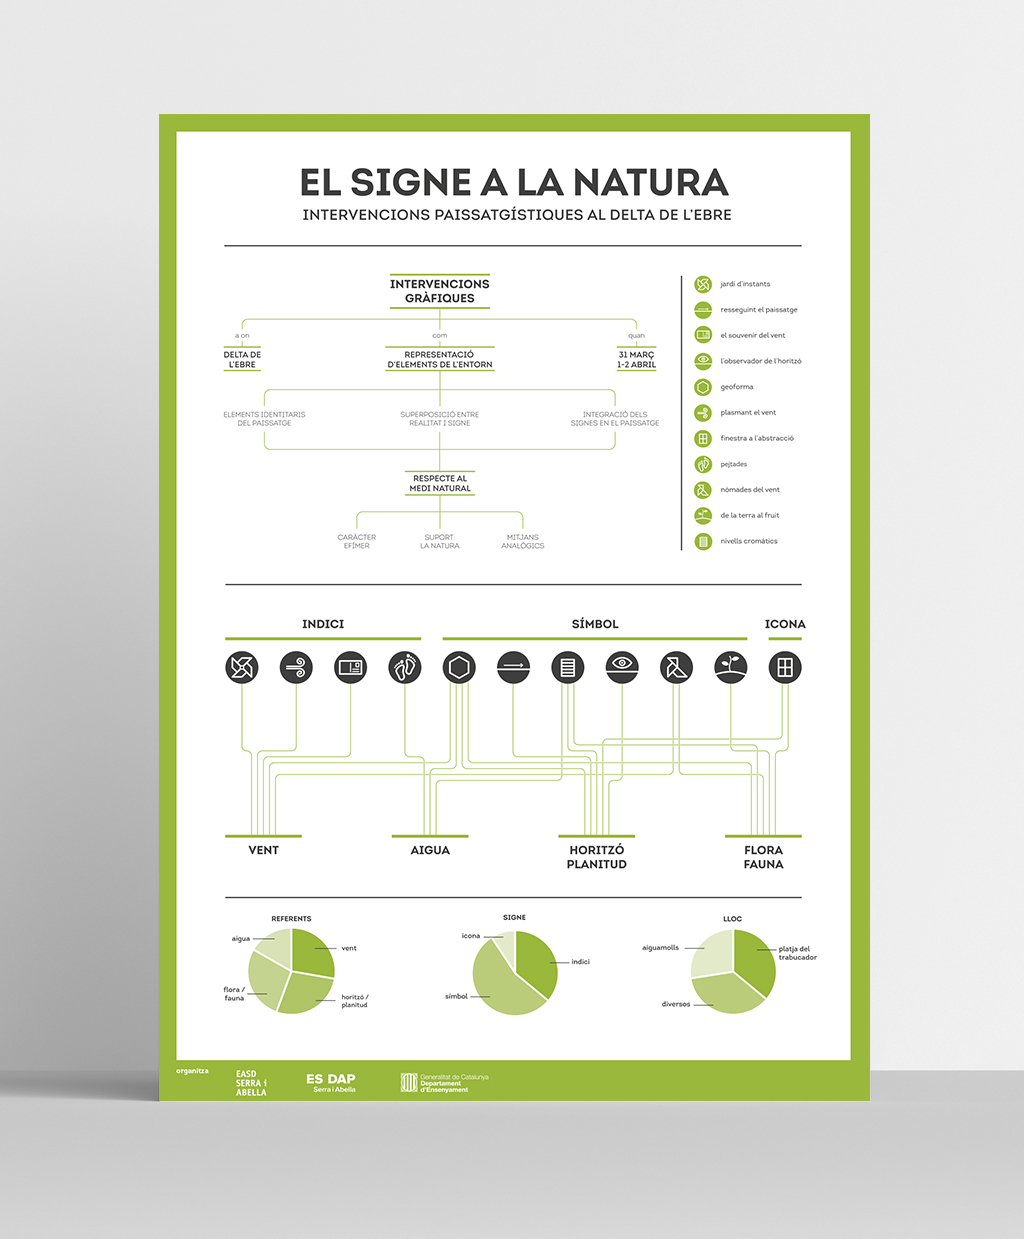 EL SIGNE A LA NATURA
INTERVENCIONS PAISSATGÍSTIQUES AL DELTA DE L'EBRE
INTERVENCIONS
GRÀFIQUES
a on
com
quan
DELTA DE
L'EBRE
REPRESENTACIÓ
D'ELEMENTS DE L'ENTORN
31 MARÇ
1-2 ABRIL
ELEMENTS IDENTITARIS
DEL PAISSATGE
SUPERPOSICIÓ ENTRE
REALITAT I SIGNE
INTEGRACIÓ DELS
SIGNES EN EL PAISSATGE
RESPECTE AL
MEDI NATURAL
CARÀCTER
EFÍMER
SUPORT:
LA NATURA
MITJANS
ANALÒGICS
jardí d'instants
resseguint el paisatge
el souvenir del vent
l'observador de l'horitzó
geoforma
plasmant el vent
finestra a l'abstracció
pejtades
nòmades del vent
de la terra al fruit
nivells cromàtics
INDICI
SÍMBOL
ICONA
VENT
AIGUA
HORITZÓ
PLANITUD
FLORA
FAUNA
REFERENTS
aigua
vent
flora /
fauna
horitzó /
planitud
SIGNE
icona
indici
símbol
LLOC
aiguamolls
platja del
trabucador
diversos
organitza
EASD
SERRA i
ABELLA
ES DAP
Serra i Abella
Generalitat de Catalunya
Departament
d'Ensenyament